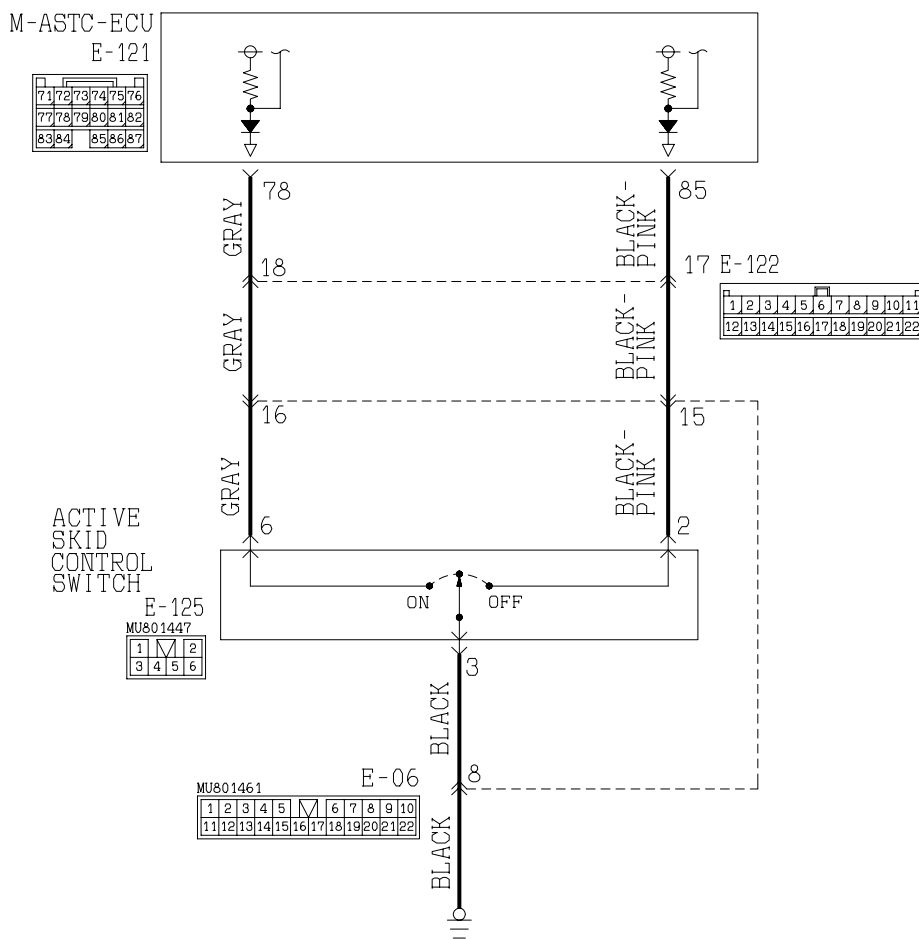 M-ASTC-ECU
E-121
71 72 73 74 75 76
77 78 79 80 81 82
83 84 85 86 87
78
85
GRAY
BLACK-
PINK
18
17 E-122
1 2 3 4 5 6 7 8 9 10 11
12 13 14 15 16 17 18 19 20 21 22
GRAY
BLACK-
PINK
16
15
GRAY
BLACK-
PINK
6
2
ACTIVE
SKID
CONTROL
SWITCH
E-125
MU801447
1 2
3 4 5 6
ON
OFF
3
BLACK
8
E-06
MU801461
1 2 3 4 5 6 7 8 9 10
11 12 13 14 15 16 17 18 19 20 21 22
BLACK